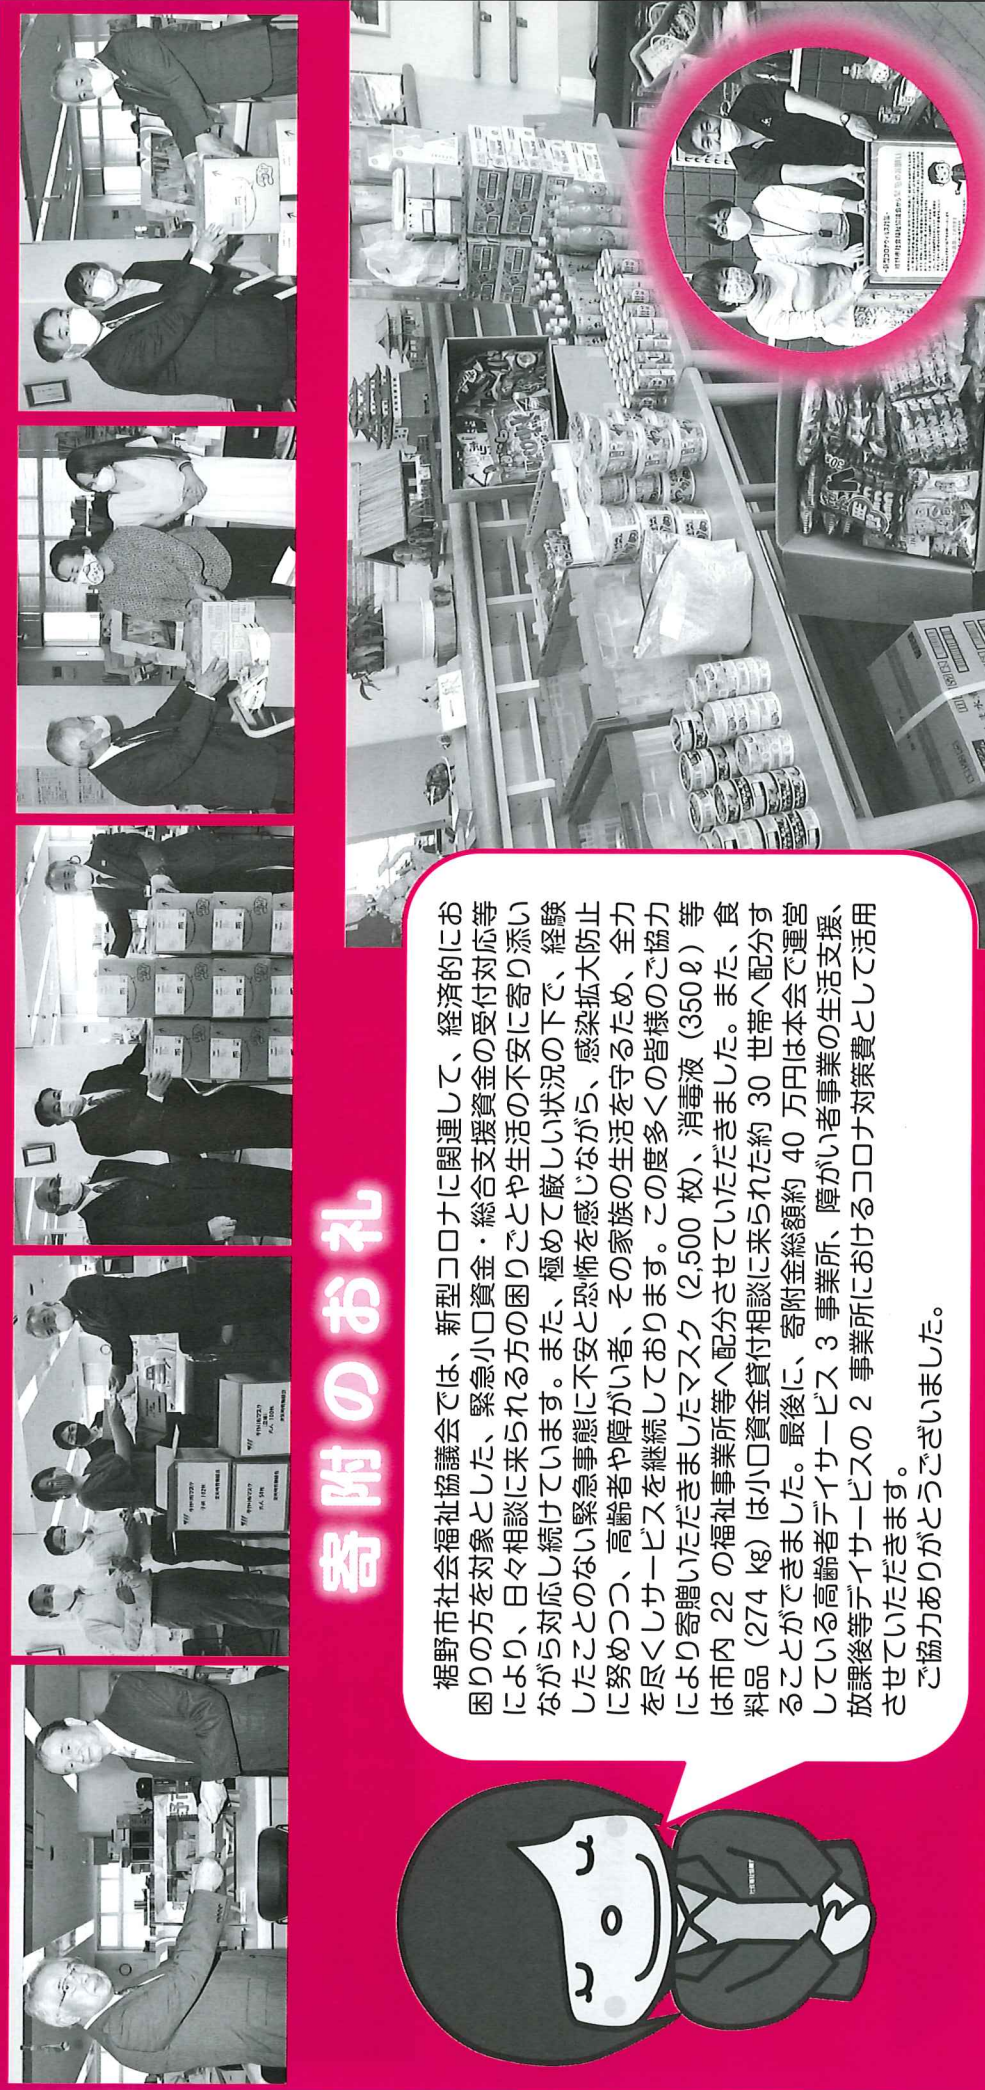 寄附のお礼
裾野市社会福祉協議会では、新型コロナに関連して、経済的にお
困りの方を対象とした、緊急小口資金・総合支援資金の受付対応等
により、日々相談に来られる方の困りごとや生活の不安に寄り添い
ながら対応し続けています。また、極めて厳しい状況の下で、経験
したことのない緊急事態に不安と恐怖を感じながら、感染拡大防止
に努めつつ、高齢者や障がい者、その家族の生活を守るため、全力
を尽くしサービスを継続しております。この度多くの皆様のご協力
により寄贈いただきましたマスク（2,500 枚）、消毒液（350ℓ）等
は市内 22 の福祉事業所等へ配分させていただきました。また、食
料品（274 kg）は小口資金貸付相談に来られた約 30 世帯へ配分す
ることができました。最後に、寄附金総額約 40 万円は本会で運営
している高齢者デイサービス 3 事業所、障がい者事業の生活支援、
放課後等デイサービスの 2 事業所におけるコロナ対策費として活用
させていただきます。
ご協力ありがとうございました。